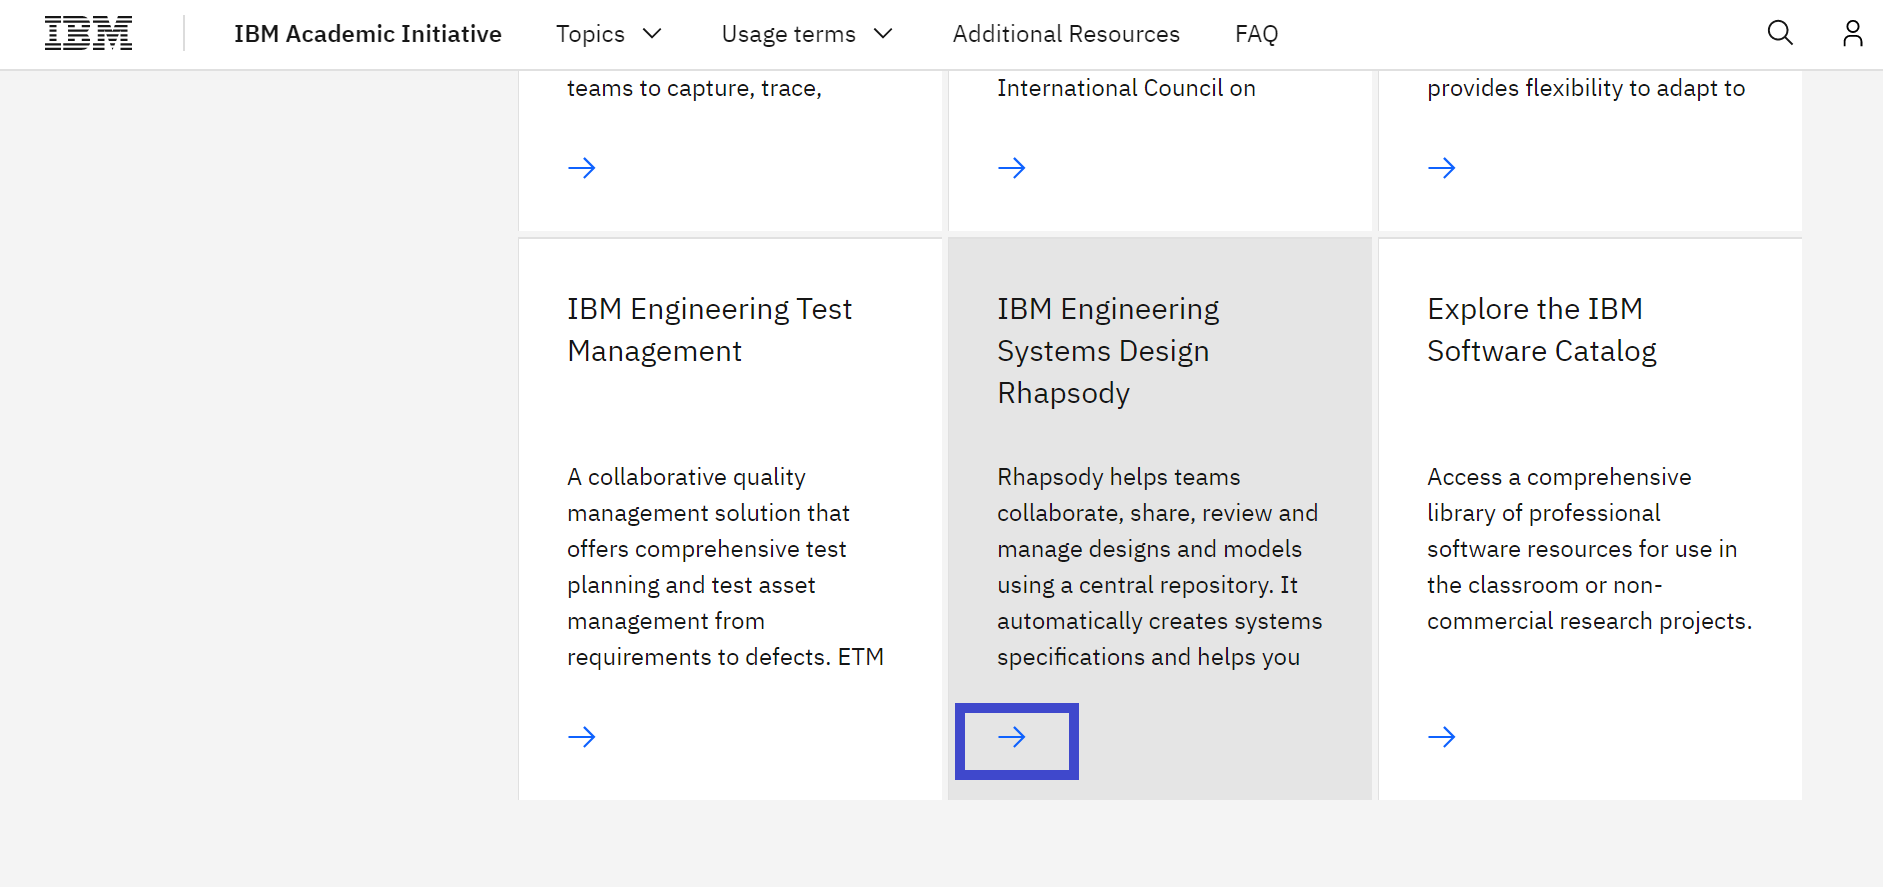 IBM
IBM Academic Initiative
Topics
Usage terms
Additional Resources
FAQ
teams to capture, trace,
International Council on
provides flexibility to adapt to
IBM Engineering Test
Management
A collaborative quality
management solution that
offers comprehensive test
planning and test asset
management from
requirements to defects. ETM
IBM Engineering
Systems Design
Rhapsody
Rhapsody helps teams
collaborate, share, review and
manage designs and models
using a central repository. It
automatically creates systems
specifications and helps you
Explore the IBM
Software Catalog
Access a comprehensive
library of professional
software resources for use in
the classroom or non-
commercial research projects.